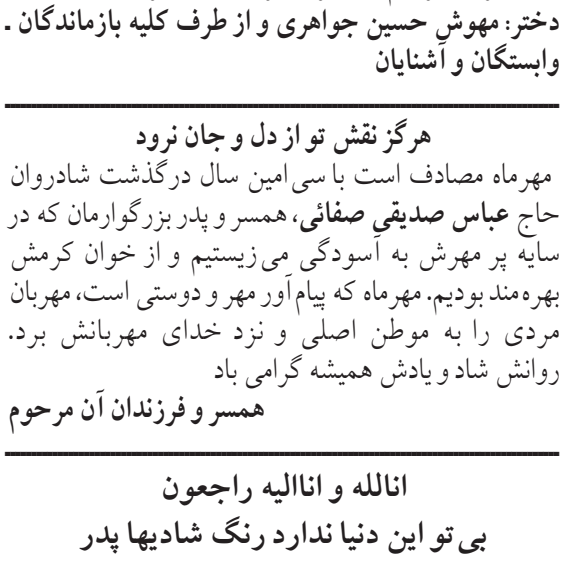 دختر: مهوش حسین جواهری و از طرف کلیه بازماندگان ـ
وابستگان و آشنایان
هرگز نقش تو از دل و جان نرود
مهرماه مصادف است با سی‌امین سال درگذشت شادروان
حاج عباس صدیقی صفائی، همسر و پدر بزرگوارمان که در
سایه پر مهرش به آسودگی می‌زیستیم و از خوان کرمش
بهره‌مند بودیم. مهرماه که پیام‌آور مهر و دوستی است، مهربان
مردی را به موطن اصلی و نزد خدای مهربانش برد.
روانش شاد و یادش همیشه گرامی باد
همسر و فرزندان آن مرحوم
انالله و اناالیه راجعون
بی‌تو این دنیا ندارد رنگ شادیها پدر